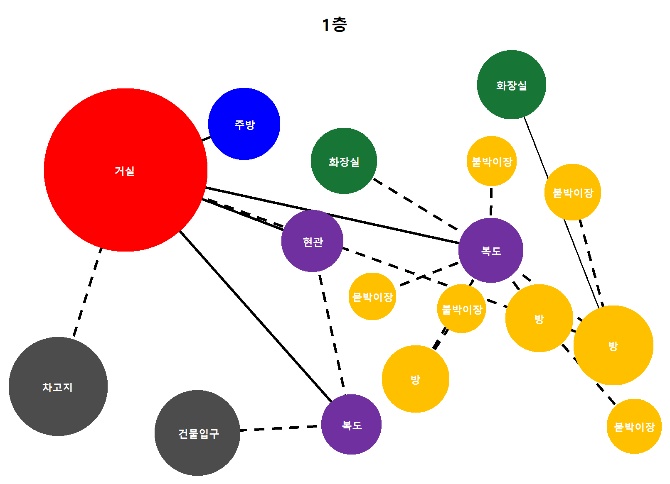 1층
화장실
주방
화장실
붙박이장
거실
붙박이장
현관
복도
붙박이장
붙박이장
방
방
방
차고지
복도
붙박이장
건물입구